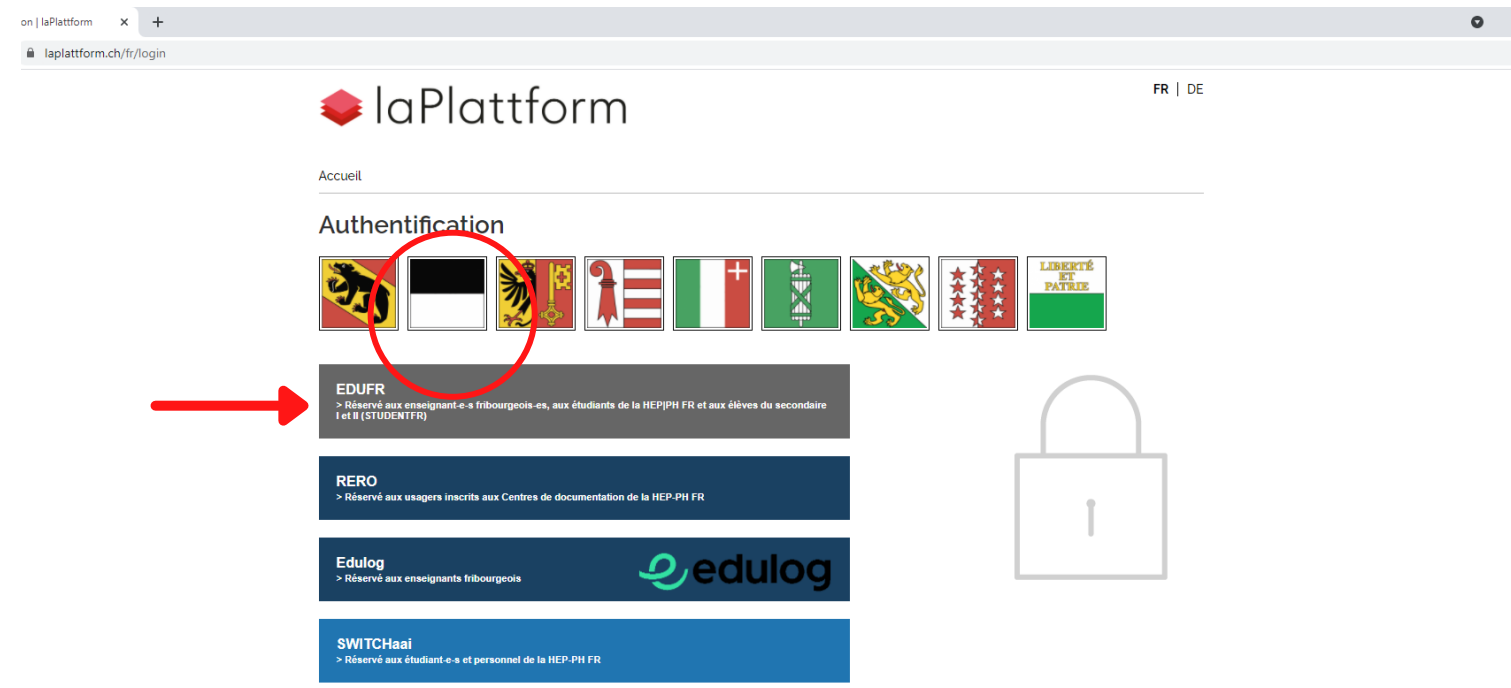 on | laPlattform
laplattform.ch/fr/login
laPlattform
FR | DE
Accueil
Authentification
LIBERTÉ
ET
PATRIE
EDUFR
> Réservé aux enseignant-e-s fribourgeois-es, aux étudiants de la HEP|PH FR et aux élèves du secondaire
I et II (STUDENTFR)
RERO
> Réservé aux usagers inscrits aux Centres de documentation de la HEP-PH FR
Edulog
> Réservé aux enseignants fribourgeois
edulog
SWITCHaai
> Réservé aux étudiant-e-s et personnel de la HEP-PH FR